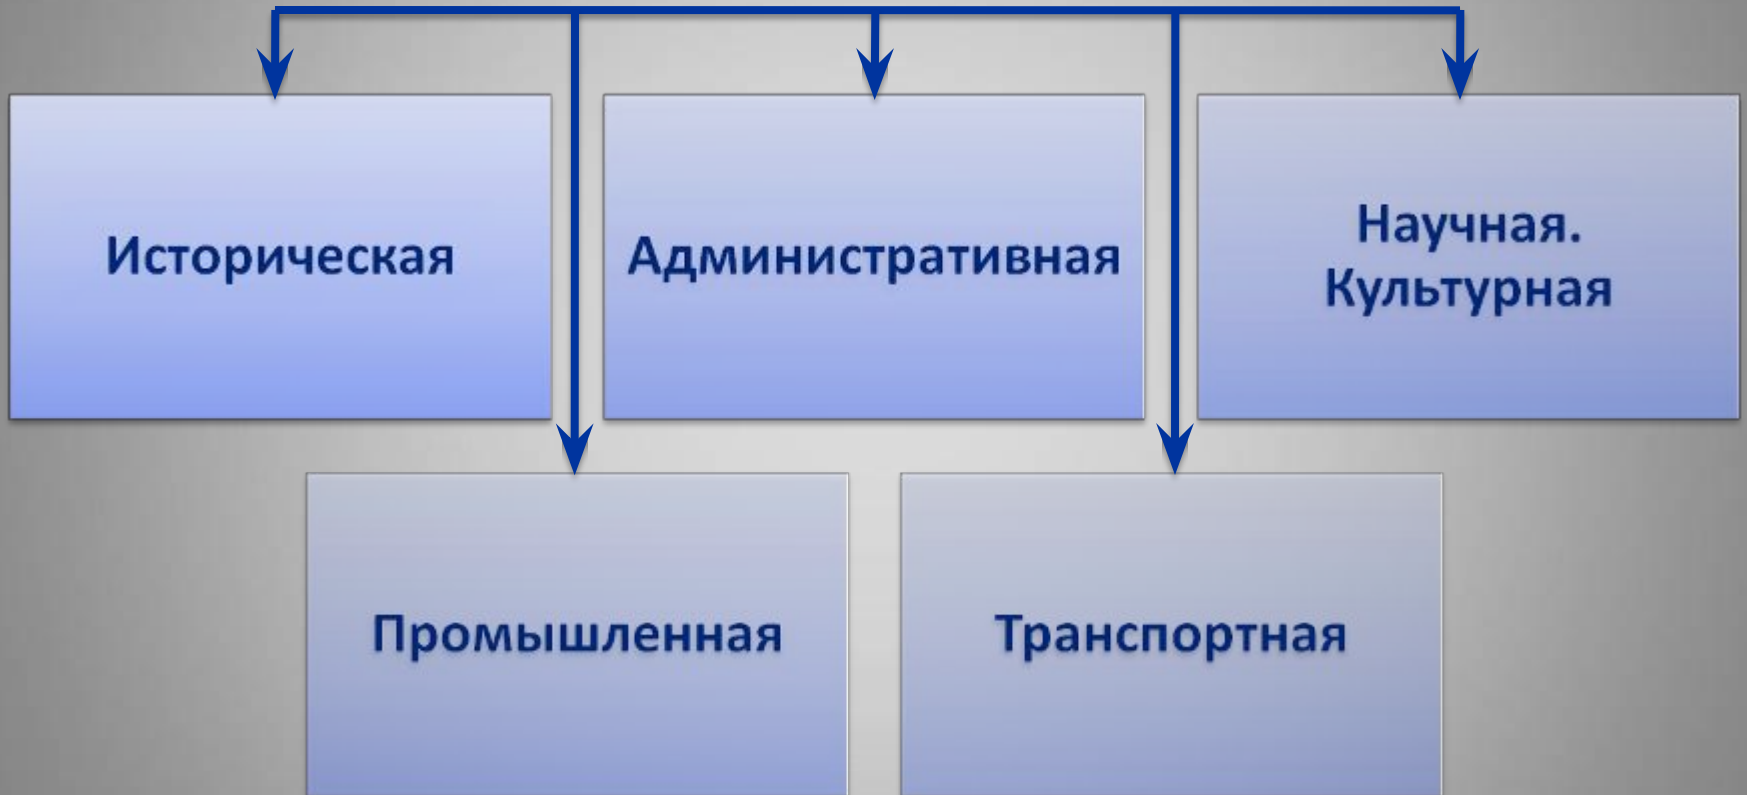 Историческая
Административная
Научная.
Культурная
Промышленная
Транспортная